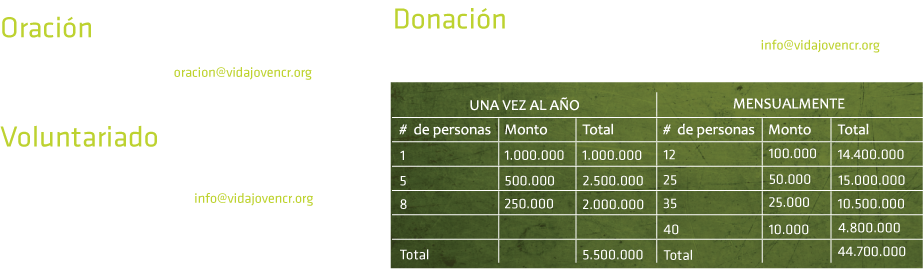 Oración
oracion@vidajovencr.org
Voluntariado
info@vidajovencr.org
Donación
info@vidajovencr.org
UNA VEZ AL AÑO MENSUALMENTE
# de personas Monto Total # de personas Monto Total
1 1.000.000 1.000.000 12 100.000 14.400.000
5 500.000 2.500.000 25 50.000 15.000.000
8 250.000 2.000.000 35 25.000 10.500.000
40 10.000 4.800.000
Total 5.500.000 Total 44.700.000